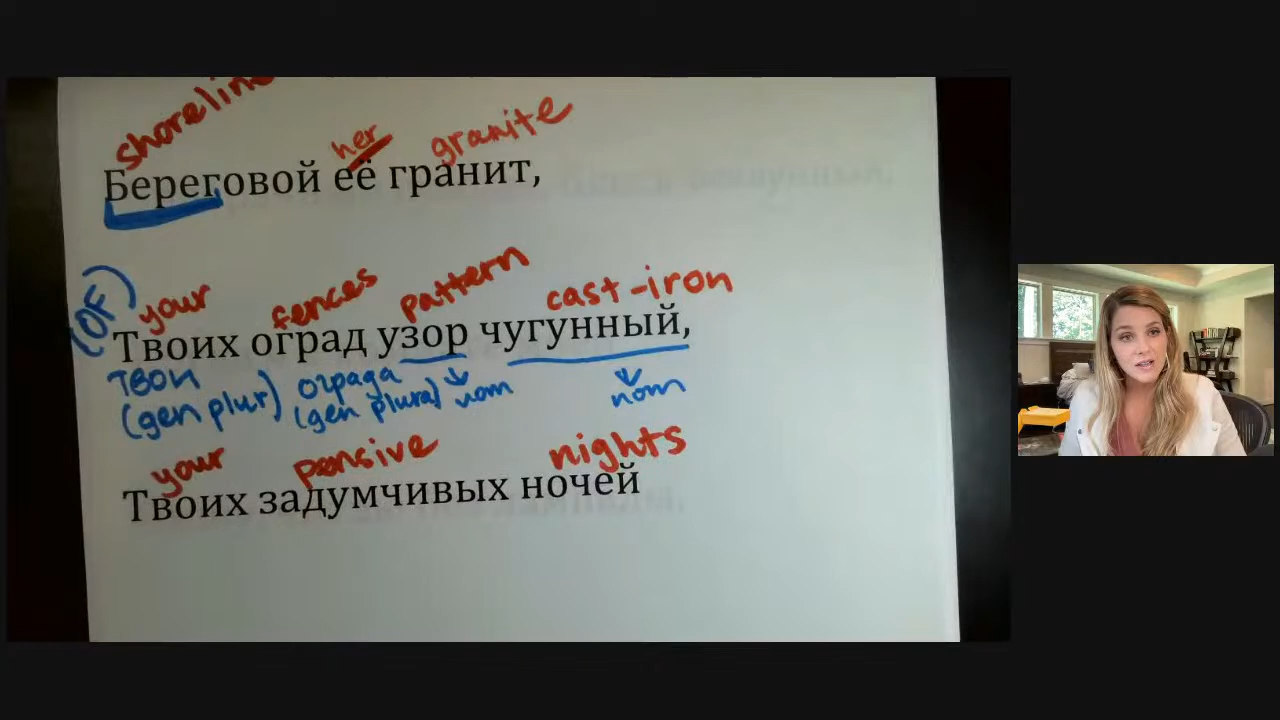 shoreline
her granite
Береговой её гранит,
(OF) your fences pattern cast-iron
Твоих оград узор чугунный,
твои ограда
(gen plur) (gen plural) nom nom
your pensive nights
Твоих задумчивых ночей